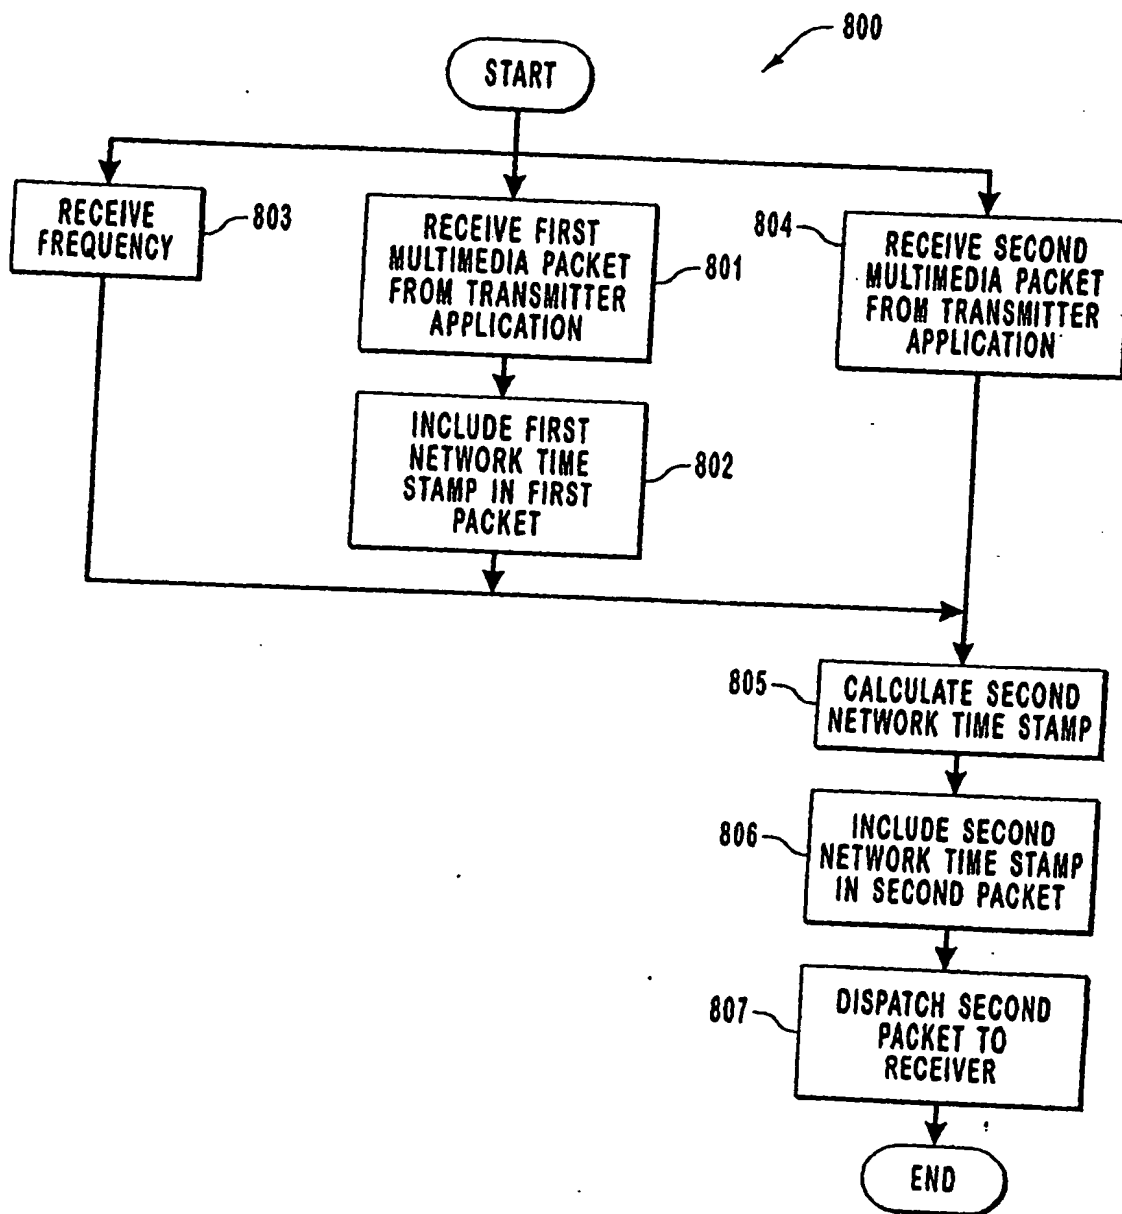 800
START
RECEIVE
FREQUENCY
803
RECEIVE FIRST
MULTIMEDIA PACKET
FROM TRANSMITTER
APPLICATION
801
804
RECEIVE SECOND
MULTIMEDIA PACKET
FROM TRANSMITTER
APPLICATION
INCLUDE FIRST
NETWORK TIME
STAMP IN FIRST
PACKET
802
805
CALCULATE SECOND
NETWORK TIME STAMP
806
INCLUDE SECOND
NETWORK TIME STAMP
IN SECOND PACKET
807
DISPATCH SECOND
PACKET TO
RECEIVER
END